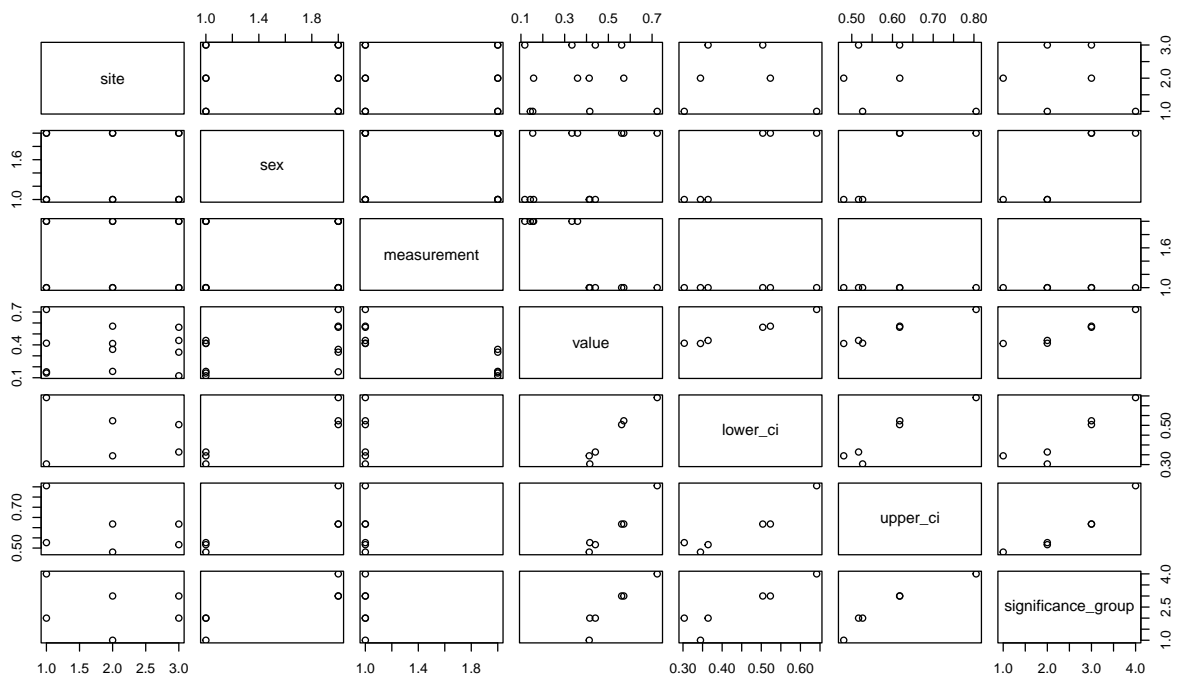 1.0 1.4 1.8 0.1 0.3 0.5 0.7 0.50 0.60 0.70 0.80
site
1.0 2.0 3.0
1.0 1.6
sex
measurement
1.0 1.6
0.1 0.4 0.7
value
lower_ci
0.30 0.50
0.50 0.70
upper_ci
significance_group
1.0 2.5 4.0
1.0 1.5 2.0 2.5 3.0 1.0 1.4 1.8 0.30 0.40 0.50 0.60 1.0 2.0 3.0 4.0